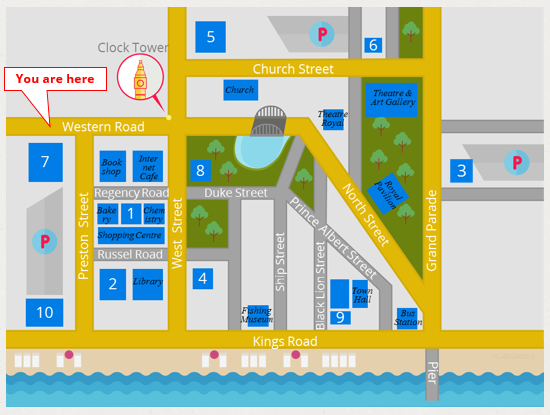 5
P
6
Clock Tower
Church Street
You are here
Church
Theatre &
Art Gallery
Theatre
Royal
Western Road
7
Book
shop
Inter
net
Cafe
8
3
P
Regency Road
Duke Street
Royal
Pavilion
Bake
ry
1
Chem
istry
Shopping Centre
Preston Street
West Street
North Street
Prince Albert Street
Grand Parade
P
Russel Road
Ship Street
Black Lion Street
2
Library
4
Town
Hall
10
Fishing
Museum
9
Bus
Station
Kings Road
Pier